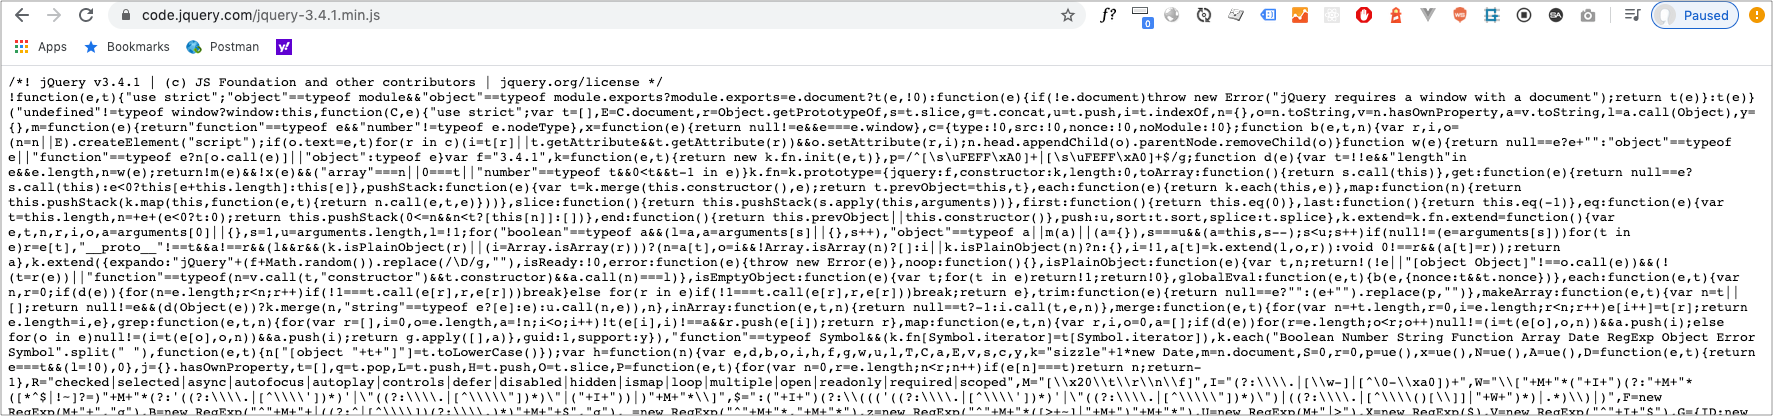 code.jquery.com/jquery-3.4.1.min.js
f?
0
SA
Paused
Apps
Bookmarks
Postman
y!
/*! jQuery v3.4.1 | (c) JS Foundation and other contributors | jquery.org/license */
!function(e,t){"use strict";"object"==typeof module&&"object"==typeof module.exports?module.exports=e.document?t(e,!0):function(e){if(!e.document)throw new Error("jQuery requires a window with a document");return t(e)}:t(e)}
("undefined"!=typeof window?window:this,function(C,e){"use strict";var t=[],E=C.document,r=Object.getPrototypeOf,s=t.slice,g=t.concat,u=t.push,i=t.indexOf,n={},o=n.toString,v=n.hasOwnProperty,a=v.toString,l=a.call(Object),y=
{},m=function(e){return"function"==typeof e&&"number"!=typeof e.nodeType},x=function(e){return null!=e&&e===e.window},c={type:!0,src:!0,nonce:!0,noModule:!0};function b(e,t,n){var r,i,o=
(n=n||E).createElement("script");if(o.text=e,t)for(r in c)(i=t[r]||t.getAttribute&&t.getAttribute(r))&&o.setAttribute(r,i);n.head.appendChild(o).parentNode.removeChild(o)}function w(e){return null==e?e+"":"object"==typeof
e||"function"==typeof e?n[o.call(e)]||"object":typeof e}var f="3.4.1",k=function(e,t){return new k.fn.init(e,t)},p=/^[\s\uFEFF\xA0]+|[\s\uFEFF\xA0]+$/g;function d(e){var t=!!e&&"length"in
e&&e.length,n=w(e);return!m(e)&&!x(e)&&("array"===n||0===t||"number"==typeof t&&0<t&&t-1 in e)}k.fn=k.prototype={jquery:f,constructor:k,length:0,toArray:function(){return s.call(this)},get:function(e){return null==e?
s.call(this):e<0?this[e+this.length]:this[e]},pushStack:function(e){var t=k.merge(this.constructor(),e);return t.prevObject=this,t},each:function(e){return k.each(this,e)},map:function(n){return
this.pushStack(k.map(this,function(e,t){return n.call(e,t,e)}))},slice:function(){return this.pushStack(s.apply(this,arguments))},first:function(){return this.eq(0)},last:function(){return this.eq(-1)},eq:function(e){var
t=this.length,n=+e+(e<0?t:0);return this.pushStack(0<=n&&n<t?[this[n]]:[])},end:function(){return this.prevObject||this.constructor()},push:u,sort:t.sort,splice:t.splice},k.extend=k.fn.extend=function(){var
e,t,n,r,i,o,a=arguments[0]||{},s=1,u=arguments.length,l=!1;for("boolean"==typeof a&&(l=a,a=arguments[s]||{},s++),"object"==typeof a||m(a)||(a={}),s===u&&(a=this,s--);s<u;s++)if(null!=(e=arguments[s]))for(t in
e)r=e[t],"__proto__"!==t&&a!==r&&(l&&r&&(k.isPlainObject(r)||(i=Array.isArray(r)))?(n=a[t],o=i&&!Array.isArray(n)?[]:i||k.isPlainObject(n)?n:{},i=!1,a[t]=k.extend(l,o,r)):void 0!==r&&(a[t]=r));return
a},k.extend({expando:"jQuery"+(f+Math.random()).replace(/\D/g,""),isReady:!0,error:function(e){throw new Error(e)},noop:function(){},isPlainObject:function(e){var t,n;return!(!e||"[object Object]"!==o.call(e))&&(!
(t=r(e))||"function"==typeof(n=v.call(t,"constructor")&&t.constructor)&&a.call(n)===l)},isEmptyObject:function(e){var t;for(t in e)return!1;return!0},globalEval:function(e,t){b(e,{nonce:t&&t.nonce})},each:function(e,t){var
n,r=0;if(d(e)){for(n=e.length;r<n;r++)if(!1===t.call(e[r],r,e[r]))break}else for(r in e)if(!1===t.call(e[r],r,e[r]))break;return e},trim:function(e){return null==e?"":(e+"").replace(p,"")},makeArray:function(e,t){var n=t||
[];return null!=e&&(d(Object(e))?k.merge(n,"string"==typeof e?[e]:e):u.call(n,e)),n},inArray:function(e,t,n){return null==t?-1:i.call(t,e,n)},merge:function(e,t){for(var n=+t.length,r=0,i=e.length;r<n;r++)e[i++]=t[r];return
e.length=i,e},grep:function(e,t,n){for(var r=[],i=0,o=e.length,a=!n;i<o;i++)!t(e[i],i)!==a&&r.push(e[i]);return r},map:function(e,t,n){var r,i,o=0,a=[];if(d(e))for(r=e.length;o<r;o++)null!=(i=t(e[o],o,n))&&a.push(i);else
for(o in e)null!=(i=t(e[o],o,n))&&a.push(i);return g.apply([],a)},guid:1,support:y}),"function"==typeof Symbol&&(k.fn[Symbol.iterator]=t[Symbol.iterator]),k.each("Boolean Number String Function Array Date RegExp Object Error
Symbol".split(" "),function(e,t){n["[object "+t+"]"]=t.toLowerCase()});var h=function(n){var e,d,b,o,i,h,f,g,w,u,l,T,C,a,E,v,s,c,y,k="sizzle"+1*new Date,m=n.document,S=0,r=0,p=ue(),x=ue(),N=ue(),A=ue(),D=function(e,t){return
e===t&&(l=!0),0},j={}.hasOwnProperty,t=[],q=t.pop,L=t.push,H=t.push,O=t.slice,P=function(e,t){for(var n=0,r=e.length;n<r;n++)if(e[n]===t)return n;return-
1},R="checked|selected|async|autofocus|autoplay|controls|defer|disabled|hidden|ismap|loop|multiple|open|readonly|required|scoped",M="[\\x20\\t\\r\\n\\f]",I="(?:\\\\.|[\\w-]|[^\0-\\xa0])+",W="\\["+M+"*("+I+")(?:"+M+"*
([*^$|!~]?=)"+M+"*(?:'((?:\\\\.|[^\\\\'])*)'|\"((?:\\\\.|[^\\\\\"])*)\"|("+I+"))|)"+M+"*\\]",$=":("+I+")(?:\\((('((?:\\\\.|[^\\\\'])*)'|\"((?:\\\\.|[^\\\\\"])*)\")|((?:\\\\.|[^\\\\()[\\]]|"+W+")*)|.*)\\)|)",F=new